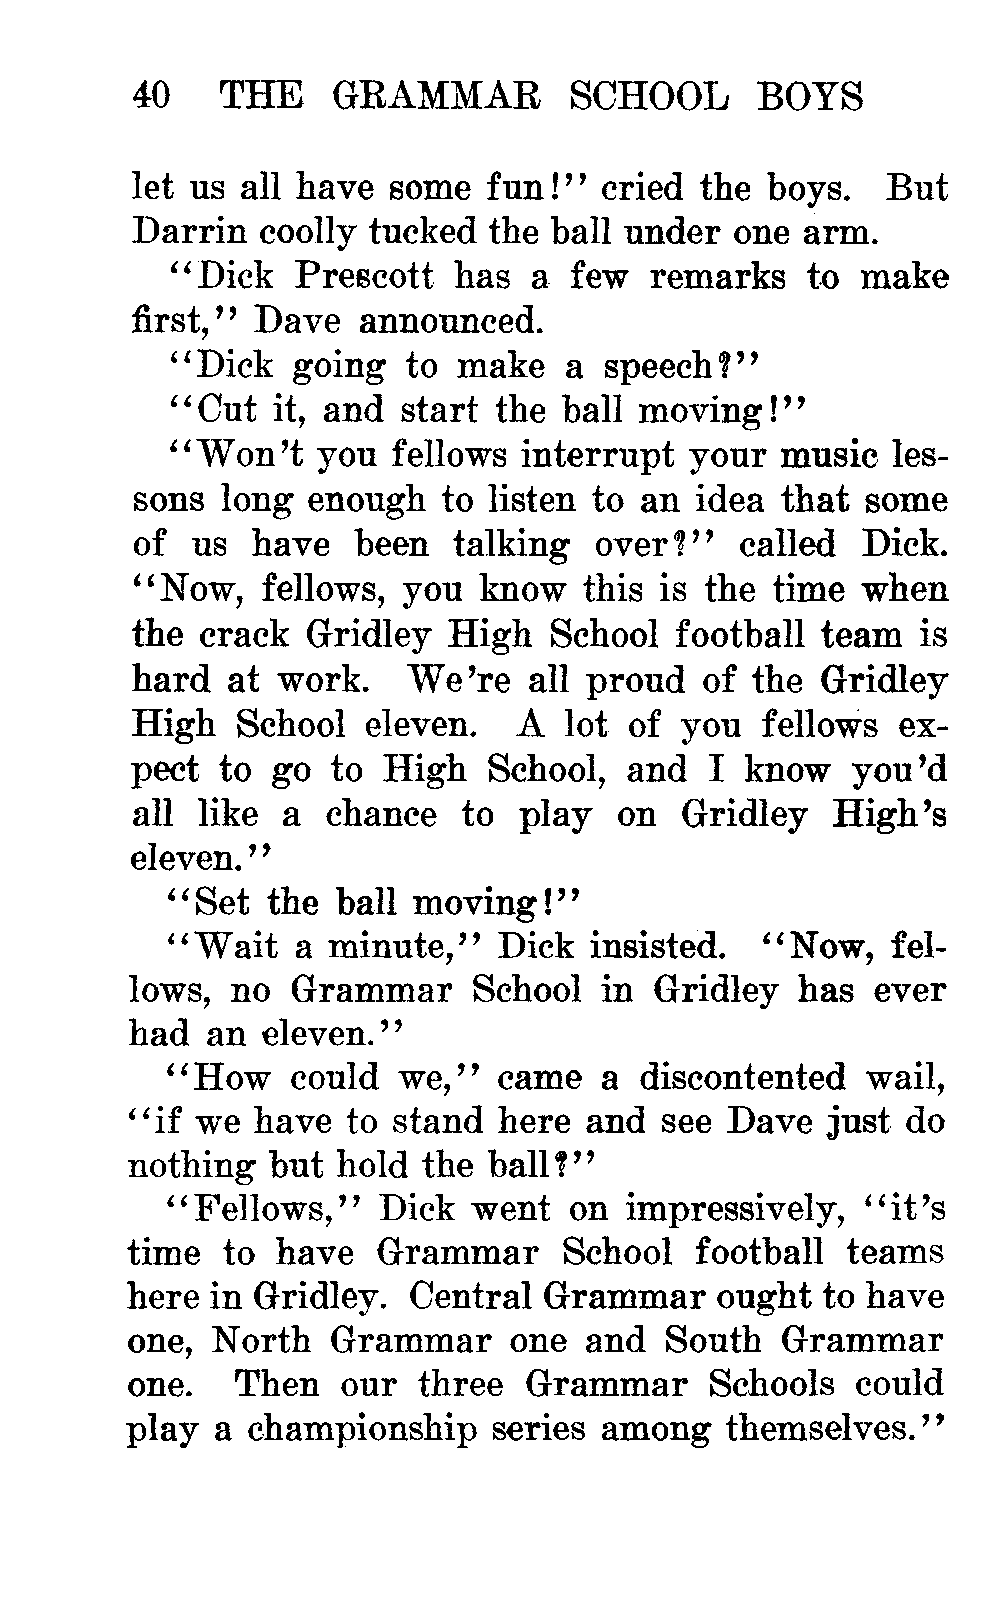 40 THE GRAMMAR SCHOOL BOYS
let us all have some fun!" cried the boys. But
Darrin coolly tucked the ball under one arm.
"Dick Prescott has a few remarks to make
first," Dave announced.
"Dick going to make a speech?"
"Cut it, and start the ball moving!"
"Won't you fellows interrupt your music les-
sons long enough to listen to an idea that some
of us have been talking over?" called Dick.
"Now, fellows, you know this is the time when
the crack Gridley High School football team is
hard at work. We're all proud of the Gridley
High School eleven. A lot of you fellows ex-
pect to go to High School, and I know you'd
all like a chance to play on Gridley High's
eleven."
"Set the ball moving!"
"Wait a minute," Dick insisted. "Now, fel-
lows, no Grammar School in Gridley has ever
had an eleven."
"How could we," came a discontented wail,
"if we have to stand here and see Dave just do
nothing but hold the ball?"
"Fellows," Dick went on impressively, "it's
time to have Grammar School football teams
here in Gridley. Central Grammar ought to have
one, North Grammar one and South Grammar
one. Then our three Grammar Schools could
play a championship series among themselves."